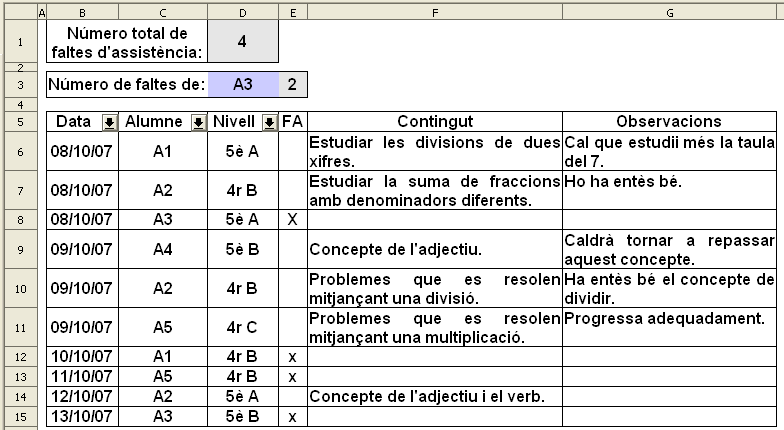 A B C D E F G
1 Número total de
faltes d'assistència: 4
2
3 Número de faltes de: A3 2
4
5 Data Alumne Nivell FA Contingut Observacions
6 08/10/07 A1 5è A Estudiar les divisions de dues Cal que estudii més la taula
xifres. del 7.
7 08/10/07 A2 4r B Estudiar la suma de fraccions Ho ha entès bé.
amb denominadors diferents.
8 08/10/07 A3 5è A X
9 09/10/07 A4 5è B Concepte de l'adjectiu. Caldrà tornar a repassar
aquest concepte.
10 09/10/07 A2 4r B Problemes que es resolen Ha entès bé el concepte de
mitjançant una divisió. dividir.
11 09/10/07 A5 4r C Problemes que es resolen Progressa adequadament.
mitjançant una multiplicació.
12 10/10/07 A1 4r B x
13 11/10/07 A5 4r B x
14 12/10/07 A2 5è A Concepte de l'adjectiu i el verb.
15 13/10/07 A3 5è B x